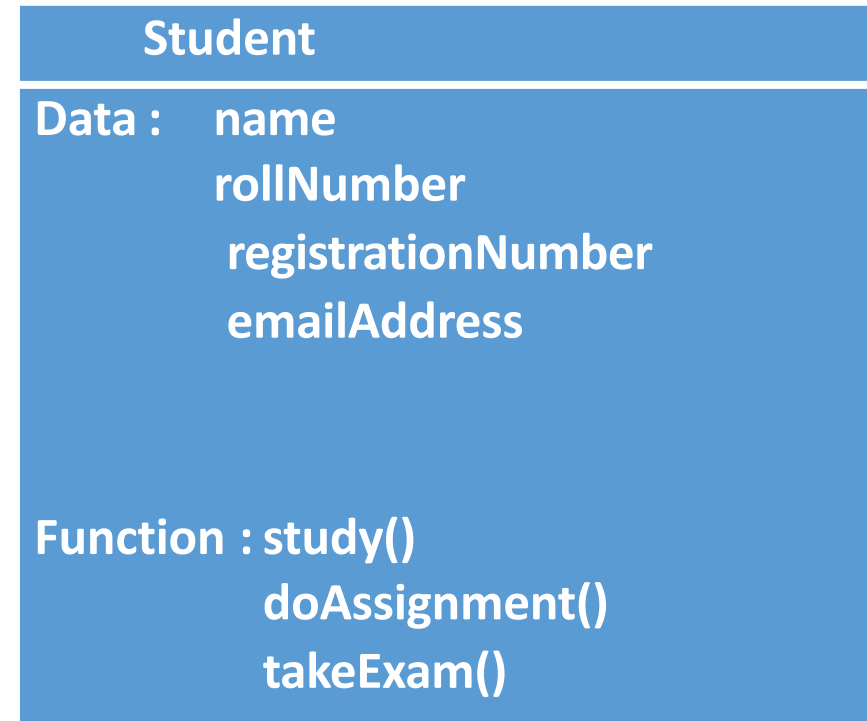 Student
Data : name
rollNumber
registrationNumber
emailAddress
Function : study()
doAssignment()
takeExam()